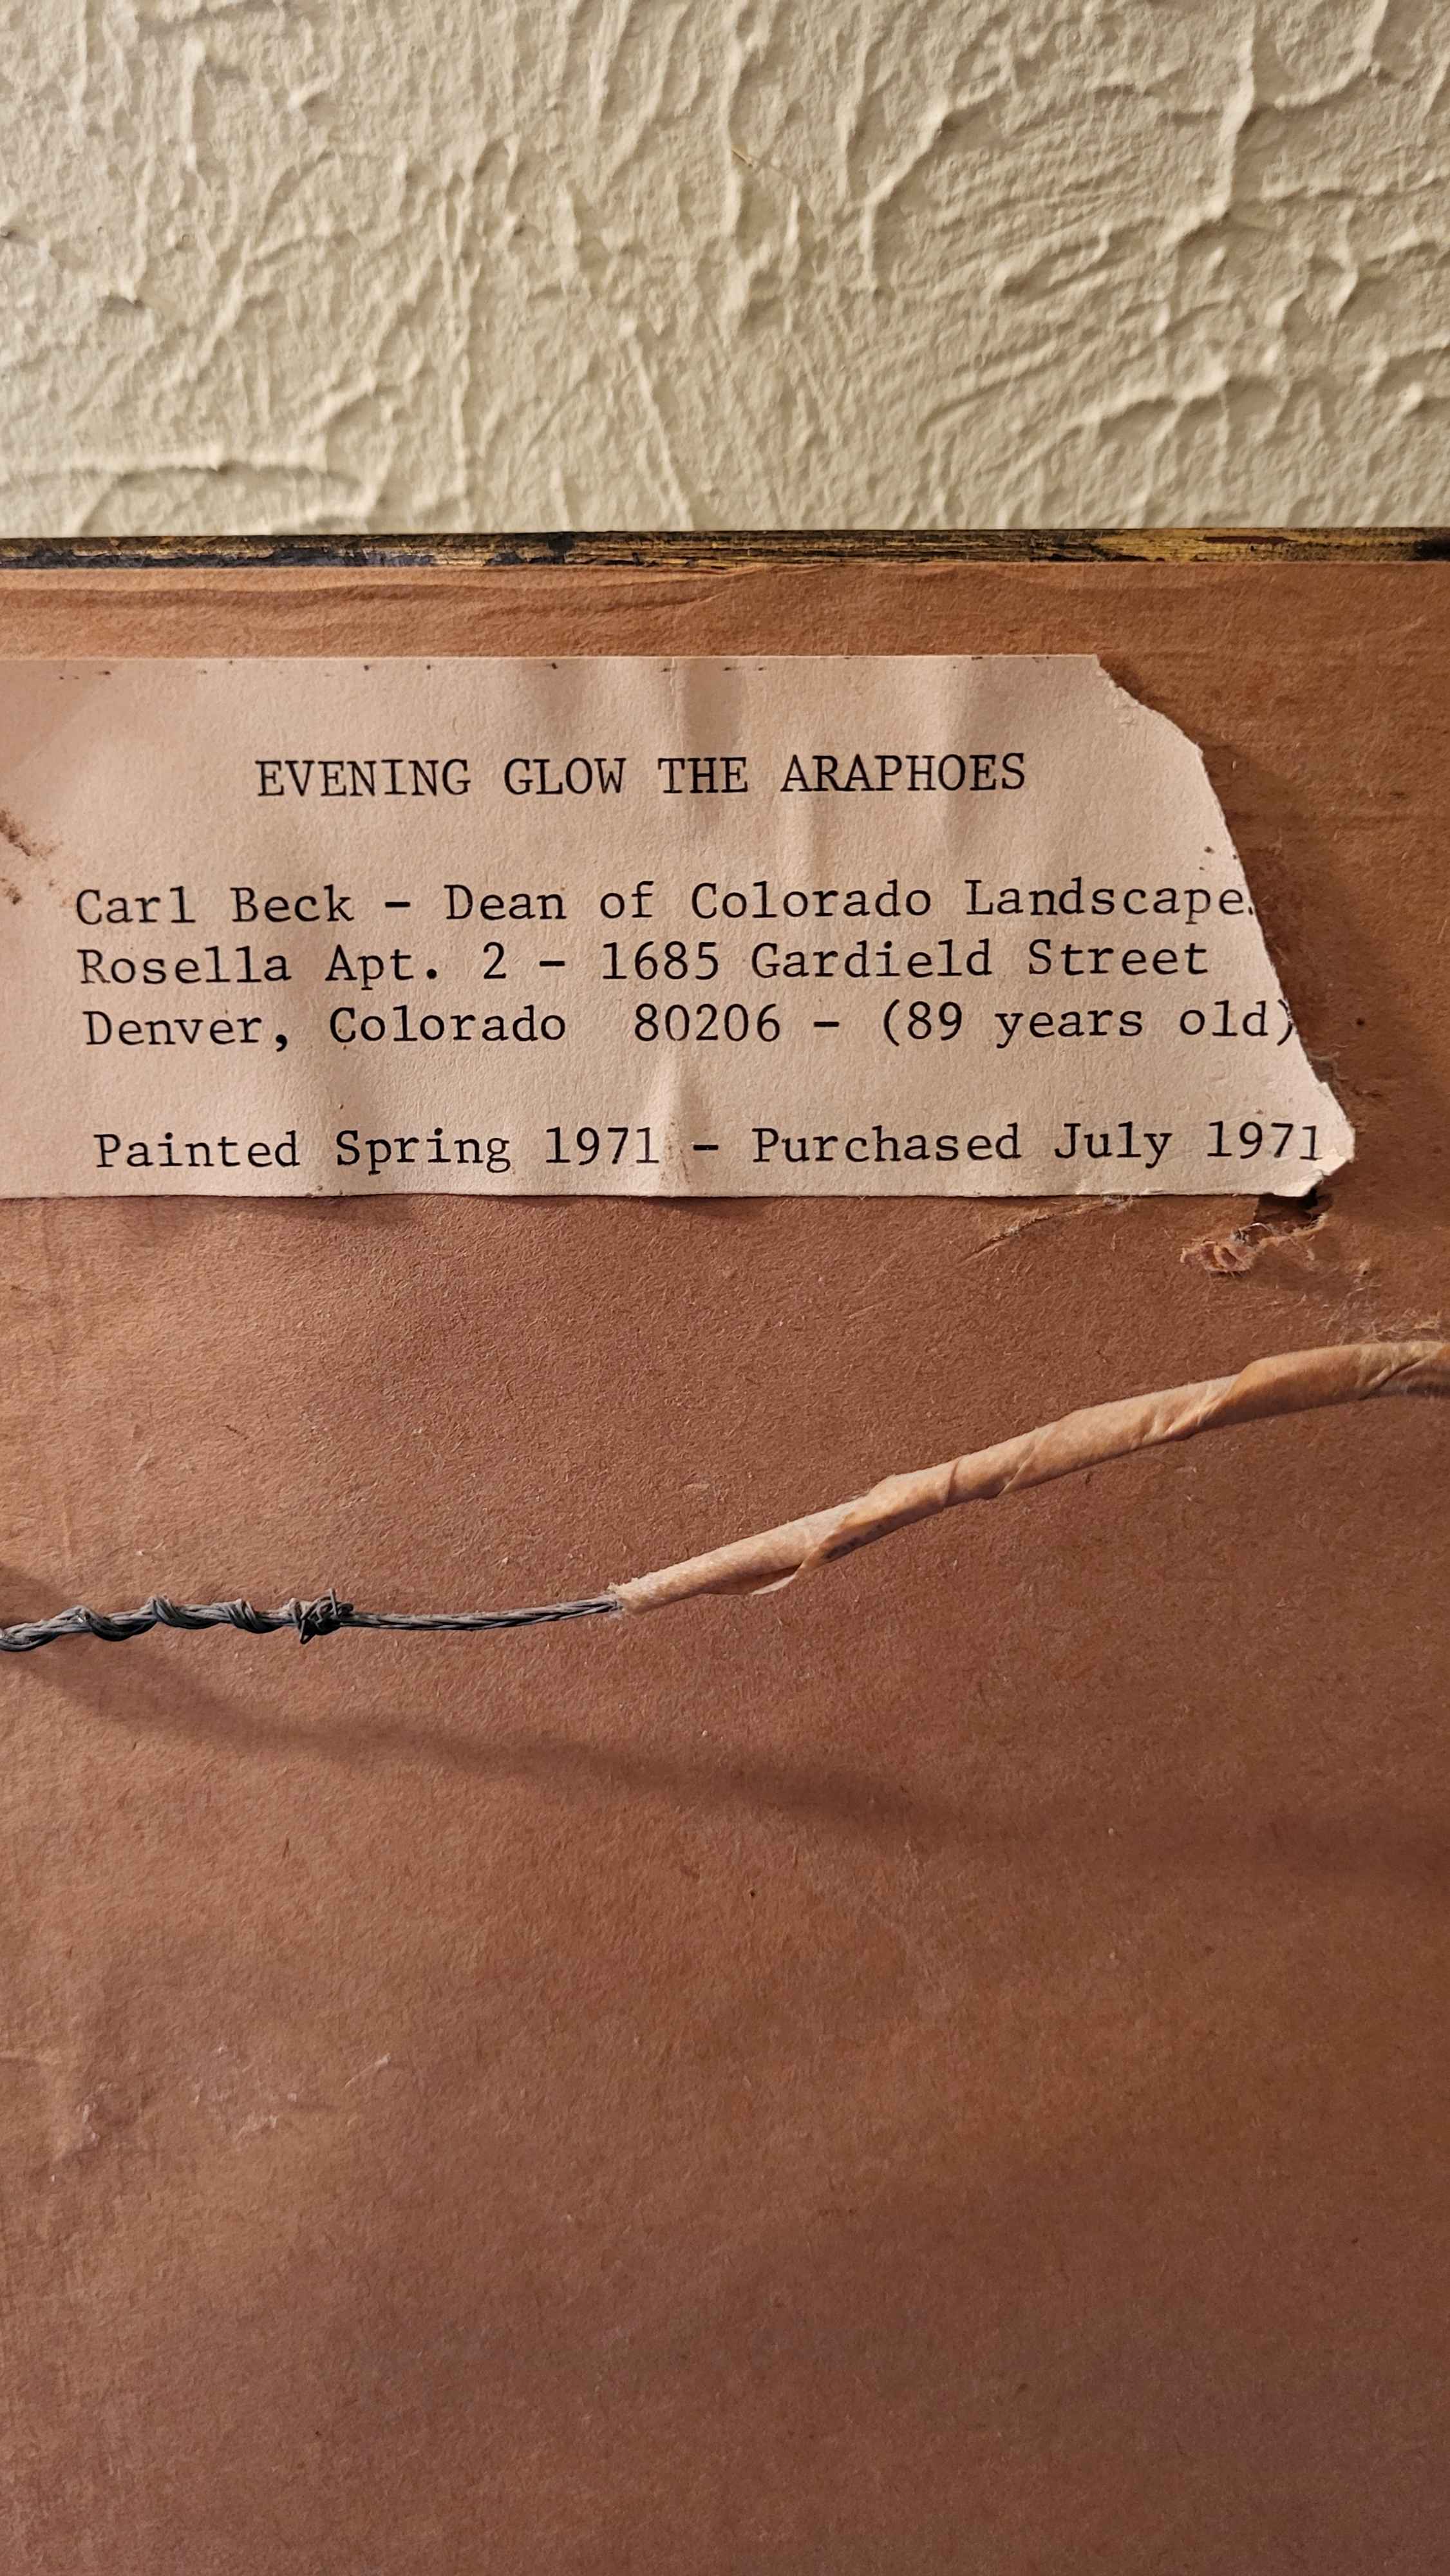 EVENING GLOW THE ARAPHOES
Carl Beck - Dean of Colorado Landscape
Rosella Apt. 2 - 1685 Gardield Street
Denver, Colorado 80206 - (89 years old)
Painted Spring 1971 - Purchased July 1971